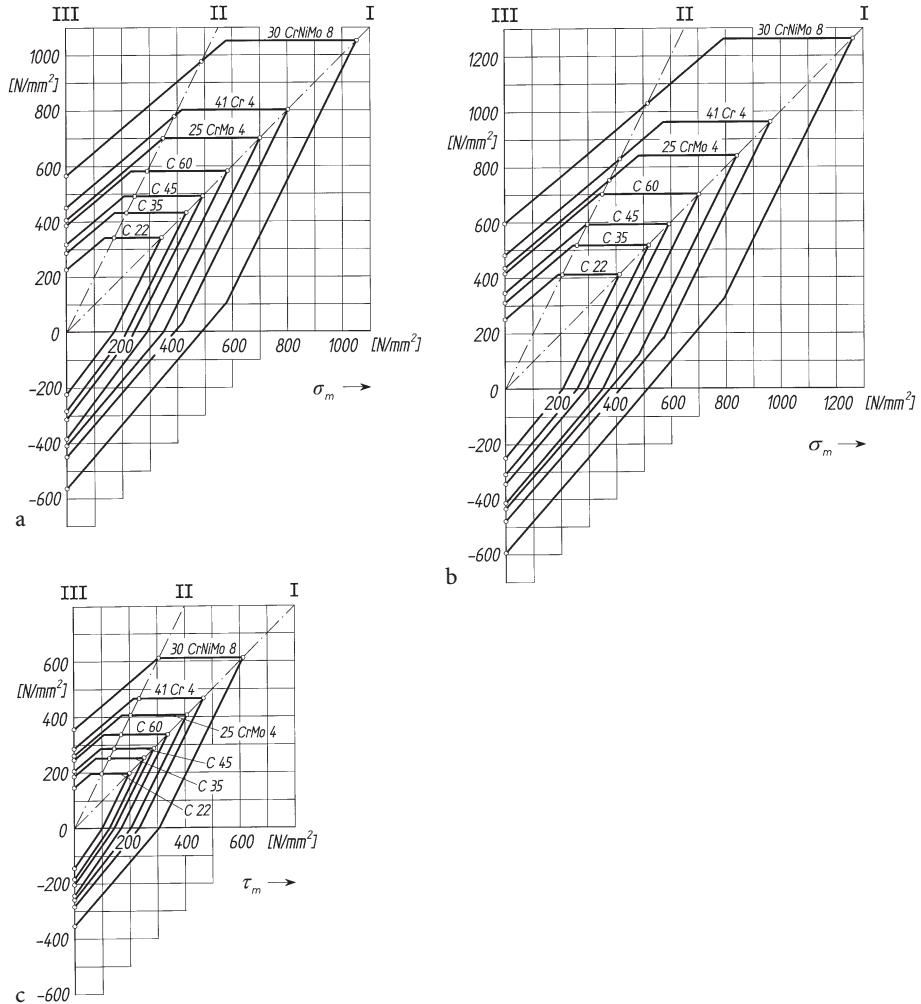 III II I
30 CrNiMo 8
1000
[N/mm²]
800
41 Cr 4
25 CrMo 4
600
C 60
C 45
400
C 35
C 22
200
0
200 400 600 800 1000 [N/mm²]
-200
σm
-400
-600
a
III II I
30 CrNiMo 8
1200
1000
41 Cr 4
[N/mm²]
25 CrMo 4
800
C 60
600
C 45
C 35
400
C 22
200
0
200 400 600 800 1000 1200 [N/mm²]
-200
σm
-400
-600
b
III II I
30 CrNiMo 8
600
[N/mm²]
41 Cr 4
400
C 60
25 CrMo 4
C 45
200
C 35
C 22
0
200 400 600 [N/mm²]
-200
τm
-400
-600
c